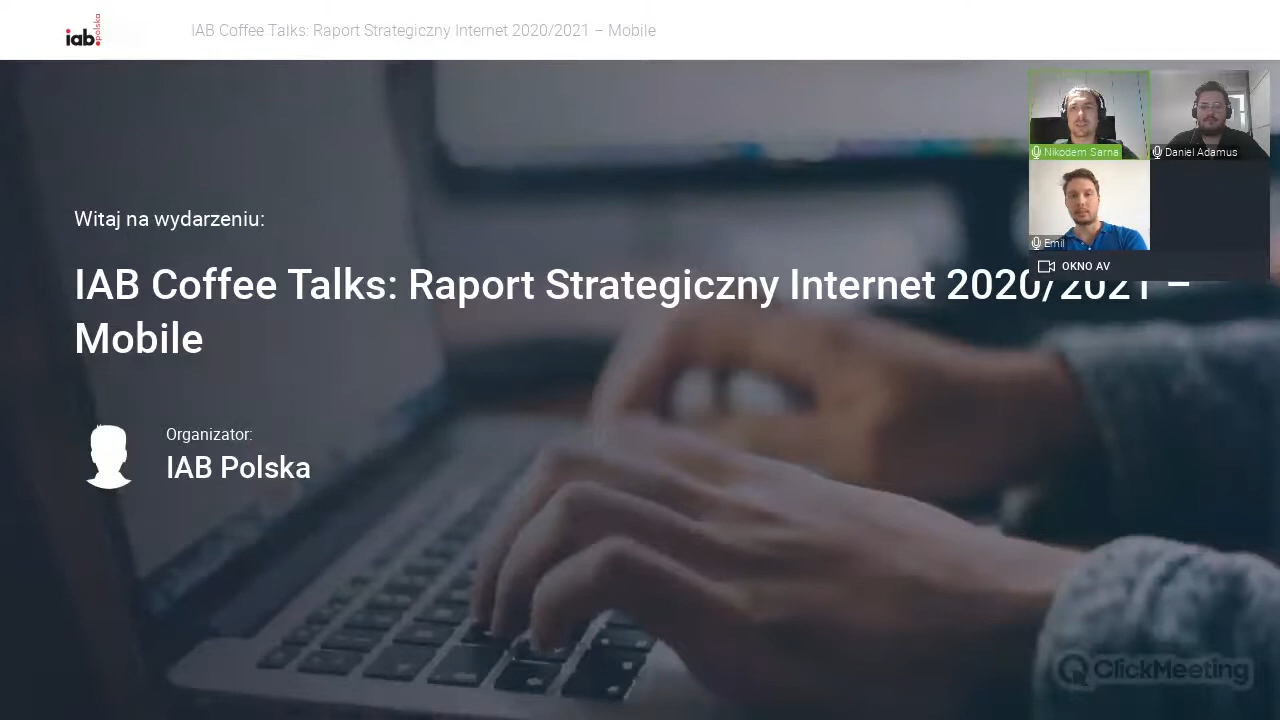 iab.
polska
IAB Coffee Talks: Raport Strategiczny Internet 2020/2021 – Mobile
Nikodem Sarna
Daniel Adamus
Emil
OKNO AV
Witaj na wydarzeniu:
IAB Coffee Talks: Raport Strategiczny Internet 2020/2021 –
Mobile
Organizator:
IAB Polska
ClickMeeting